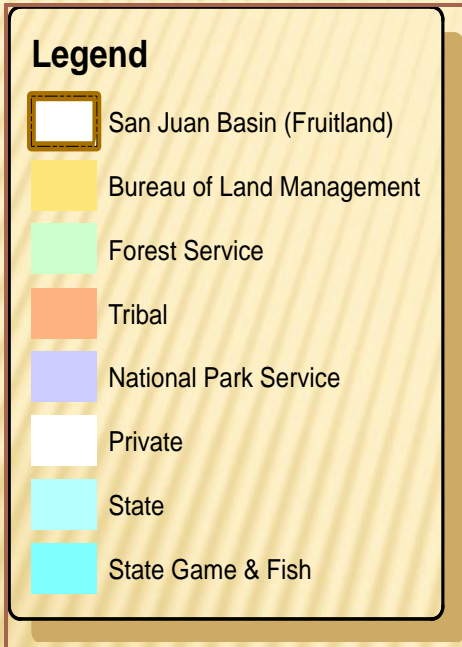 Legend
San Juan Basin (Fruitland)
Bureau of Land Management
Forest Service
Tribal
National Park Service
Private
State
State Game & Fish